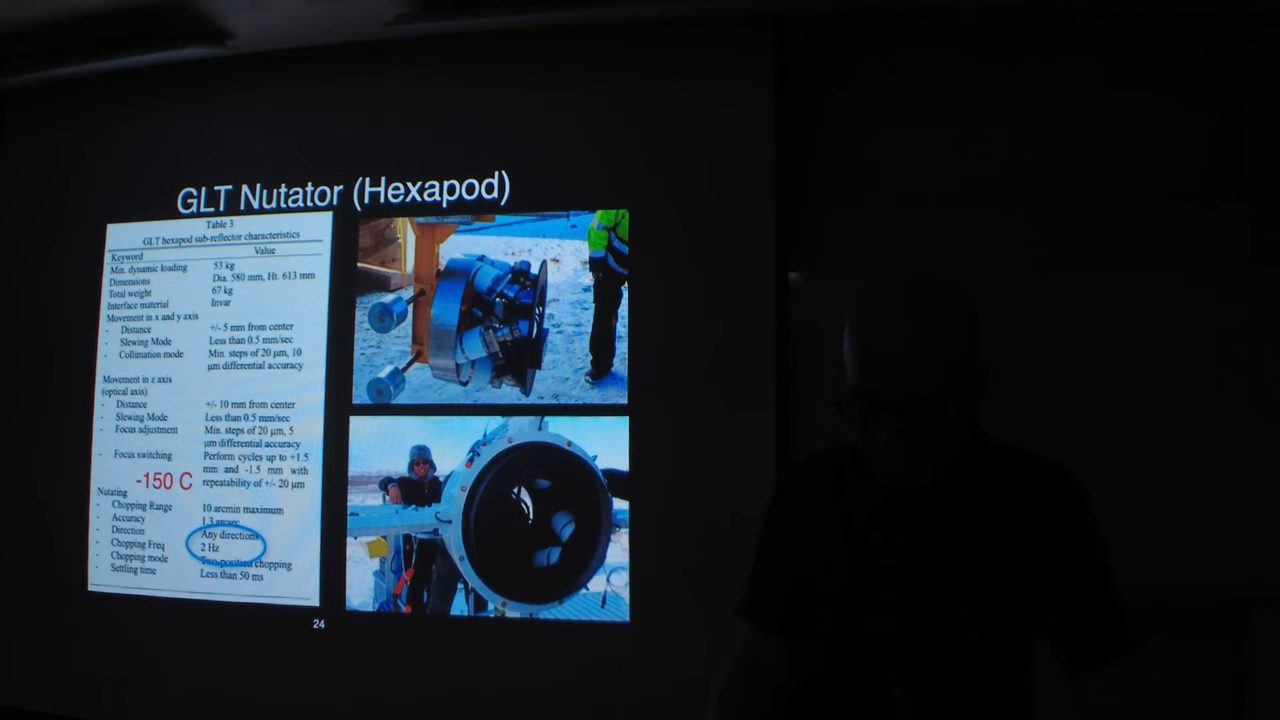 GLT Nutator (Hexapod)
Table 3
GLT hexapod sub-reflector characteristics
Keyword Value
Min. dynamic loading 53 kg
Dimensions Dia. 580 mm, Ht. 613 mm
Total weight 67 kg
Interface material Invar
Movement in x and y axis
- Distance +/- 5 mm from center
- Slewing Mode Less than 0.5 mm/sec
- Collimation mode Min. steps of 20 µm, 10
µm differential accuracy
Movement in z axis
(optical axis)
- Distance +/- 10 mm from center
- Slewing Mode Less than 0.5 mm/sec
- Focus adjustment Min. steps of 20 µm, 5
µm differential accuracy
- Focus switching Perform cycles up to +1.5
mm and -1.5 mm with
repeatability of +/- 20 µm
-150 C
Nutating
- Chopping Range 10 arcmin maximum
- Accuracy 1.3 arcsec
- Direction Any directions
- Chopping Freq 2 Hz
- Chopping mode Two-position chopping
- Settling time Less than 50 ms
24